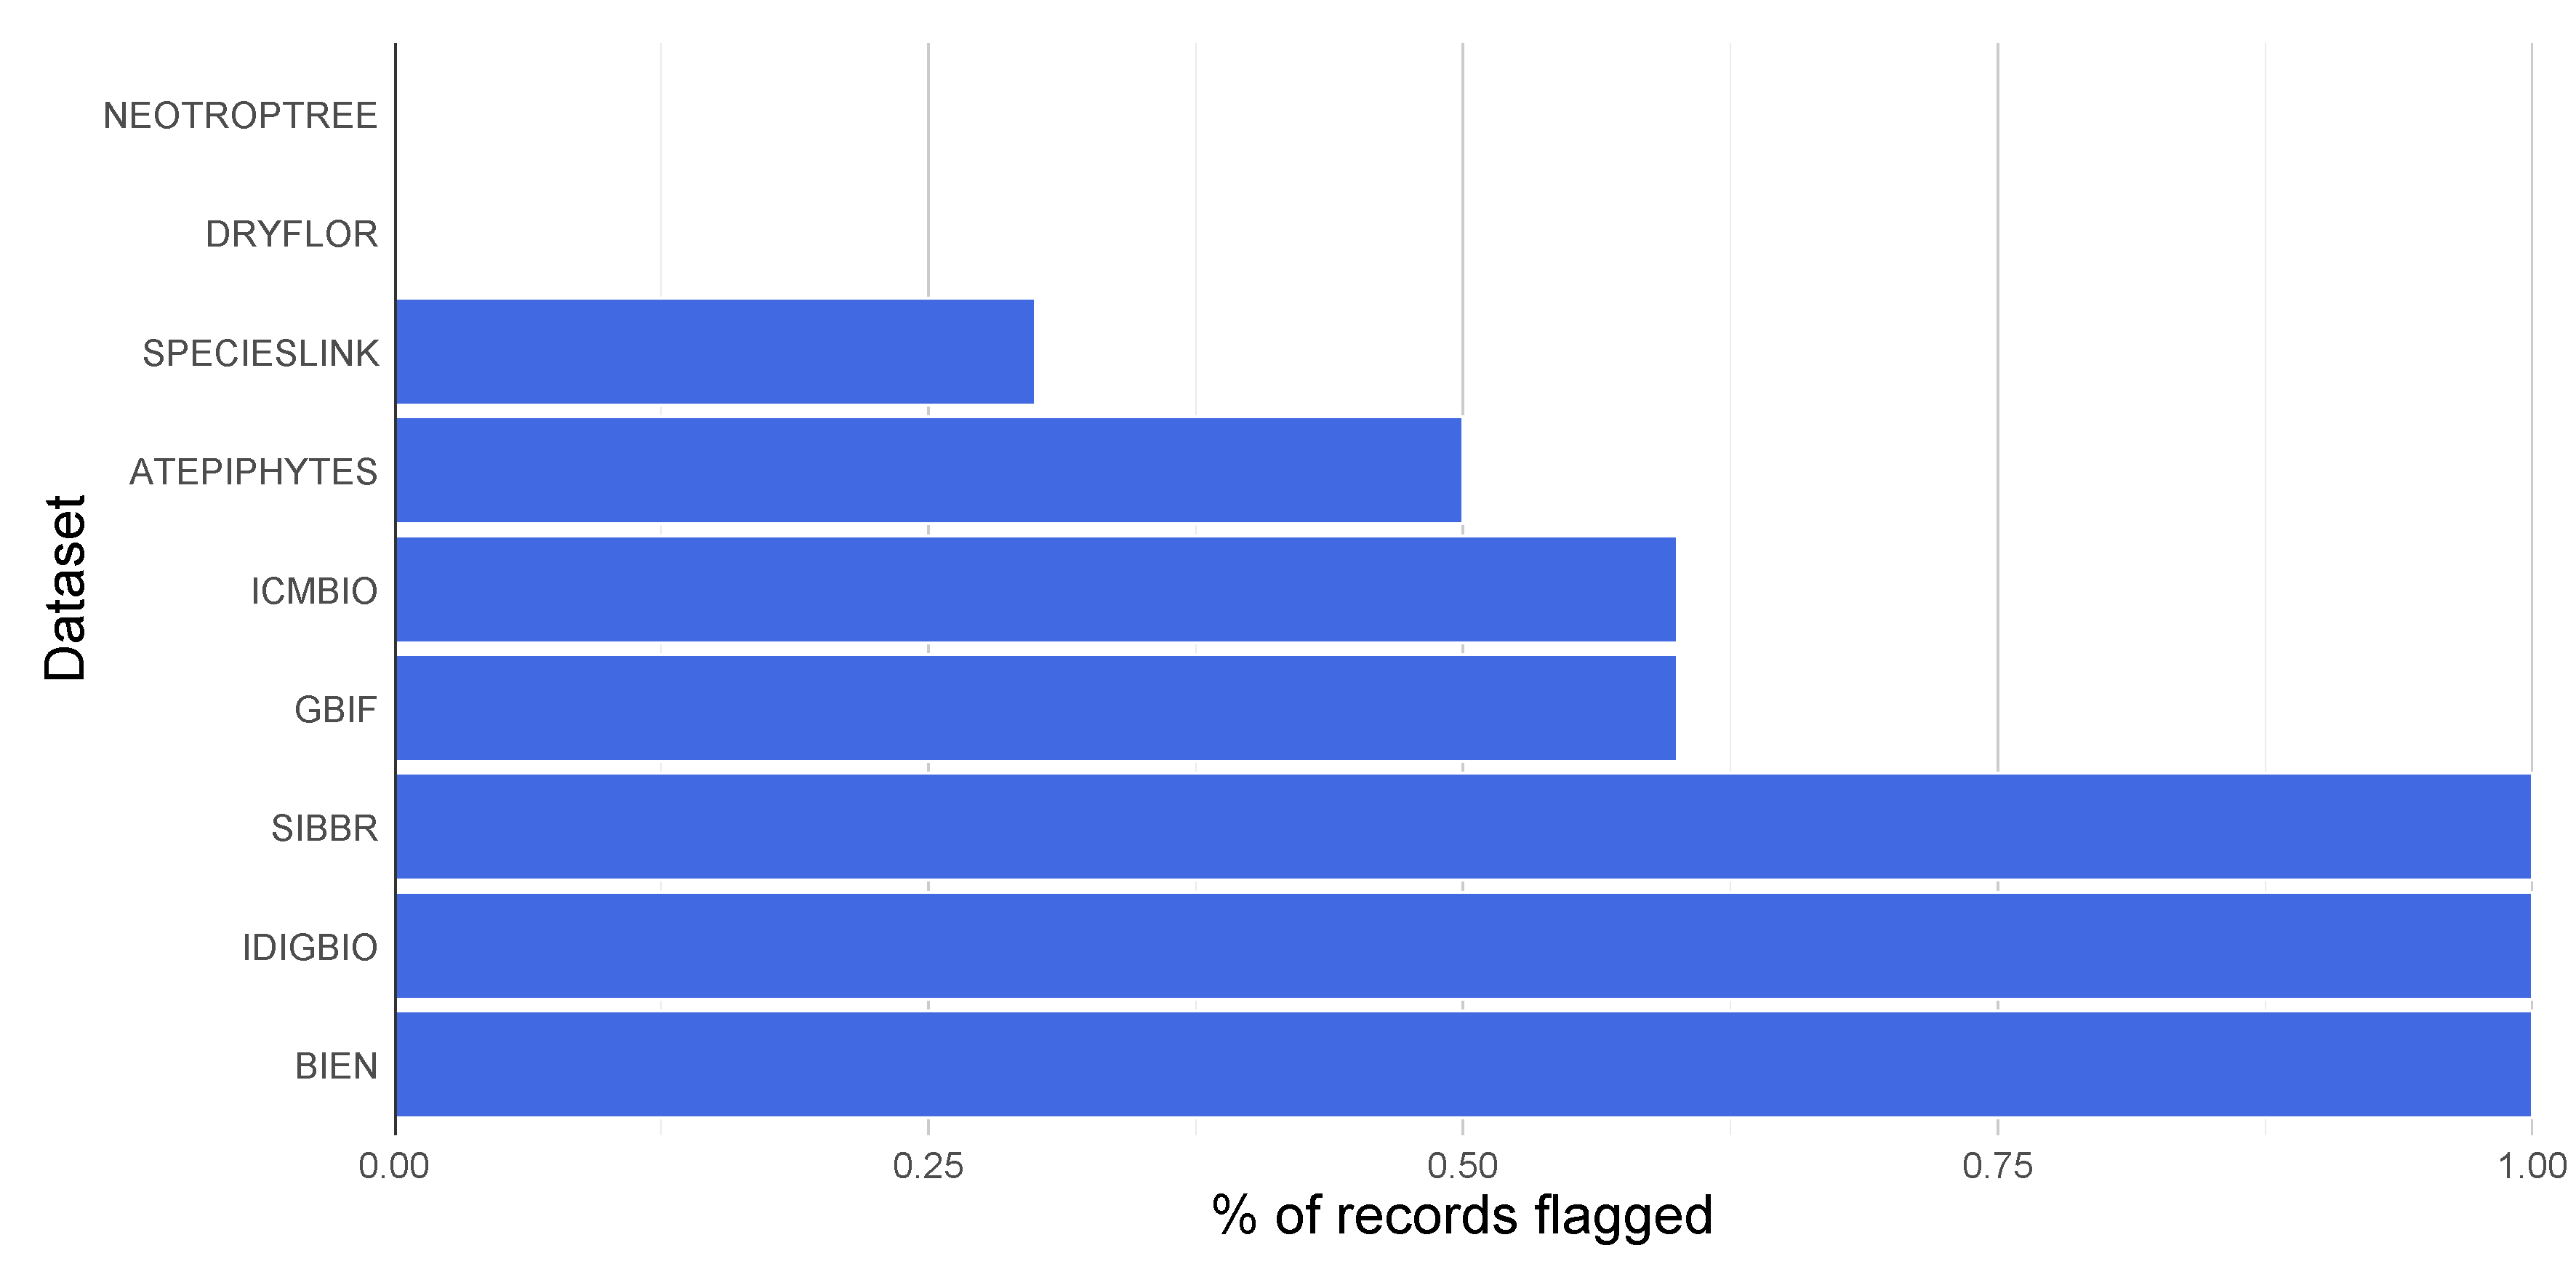 NEOTROPTREE
DRYFLOR
SPECIESLINK
ATEPIPHYTES
ICMBIO
GBIF
SIBBR
IDIGBIO
BIEN
Dataset
0.00 0.25 0.50 0.75 1.00
% of records flagged